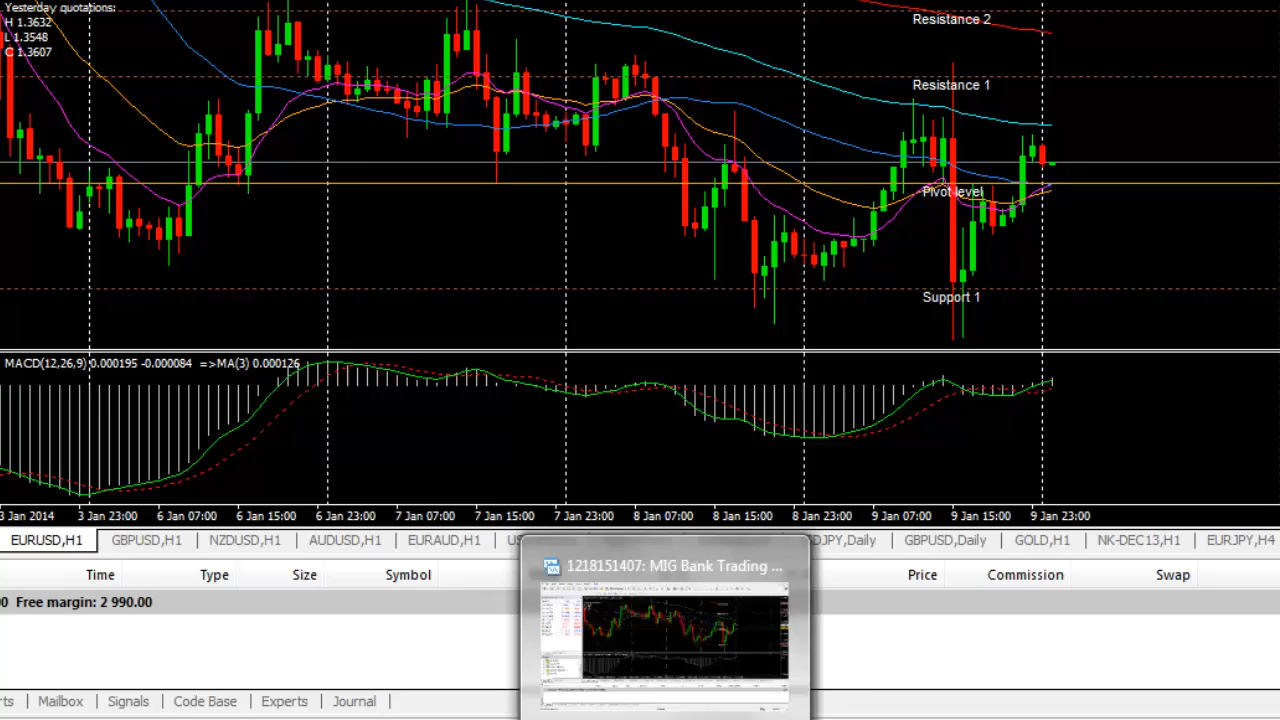 Yesterday quotations:
H 1.3632
L 1.3548
C 1.3607
Resistance 2
Resistance 1
Pivot level
Support 1
MACD(12,26,9) 0.000195 -0.000084 =>MA(3) 0.000126
3 Jan 2014 3 Jan 23:00 6 Jan 07:00 6 Jan 15:00 6 Jan 23:00 7 Jan 07:00 7 Jan 15:00 7 Jan 23:00 8 Jan 07:00 8 Jan 15:00 8 Jan 23:00 9 Jan 07:00 9 Jan 15:00 9 Jan 23:00
EURUSD,H1 GBPUSD,H1 NZDUSD,H1 AUDUSD,H1 EURAUD,H1 DJPY,Daily GBPUSD,Daily GOLD,H1 NK-DEC13,H1 EURJPY,H4
1218151407: MIG Bank Trading ...
Time Type Size Symbol Price Commission Swap
0 Free margin: 2 990.00
rts Mailbox Signals Code Base Experts Journal